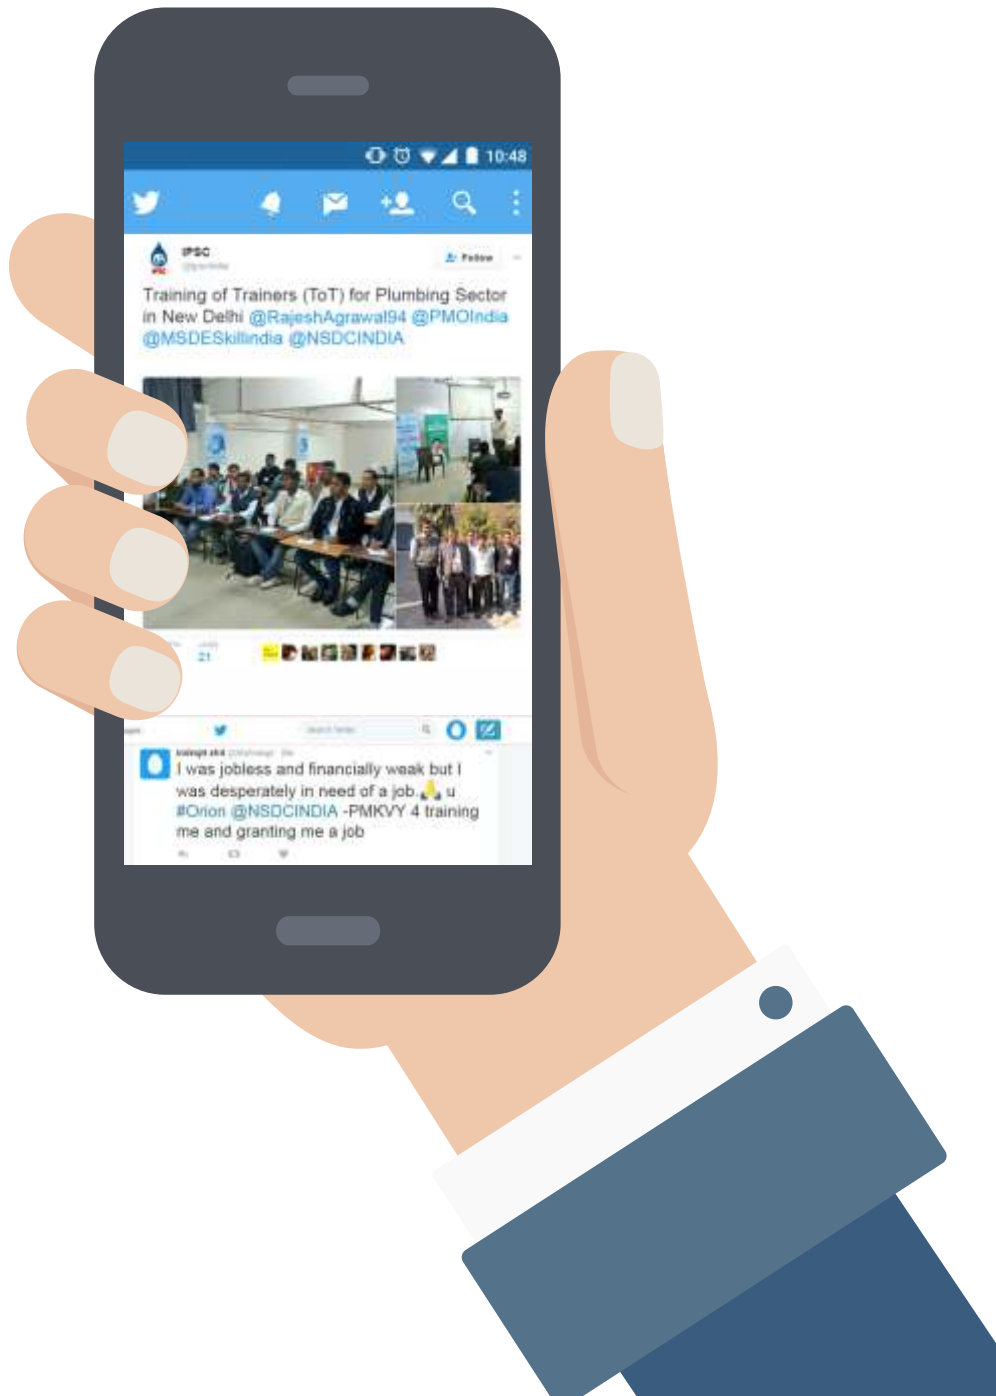 10:48
IPSC
Follow
Training of Trainers (ToT) for Plumbing Sector
in New Delhi @RajeshAgrawal94 @PMOIndia
@MSDESkillindia @NSDCINDIA
21
I was jobless and financially weak but I
was desperately in need of a job.🙏 u
#Orion @NSDCINDIA -PMKVY 4 training
me and granting me a job